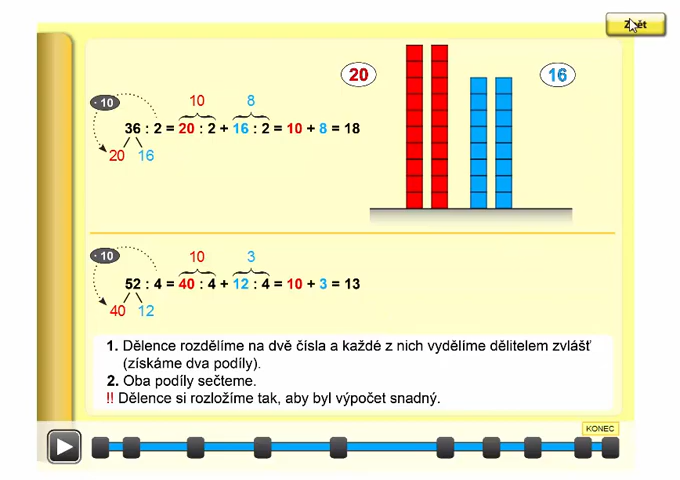 Zpět
20
16
· 10
10
8
36 : 2 = 20 : 2 + 16 : 2 = 10 + 8 = 18
20
16
· 10
10
3
52 : 4 = 40 : 4 + 12 : 4 = 10 + 3 = 13
40
12
1. Dělence rozdělíme na dvě čísla a každé z nich vydělíme dělitelem zvlášť
(získáme dva podíly).
2. Oba podíly sečteme.
!! Dělence si rozložíme tak, aby byl výpočet snadný.
KONEC